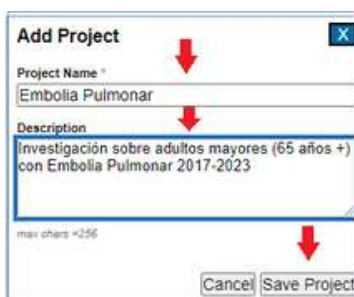 Add Project
X
Project Name *
Embolia Pulmonar
Description
Investigación sobre adultos mayores (65 años +)
con Embolia Pulmonar 2017-2023
max chars =256
Cancel Save Project